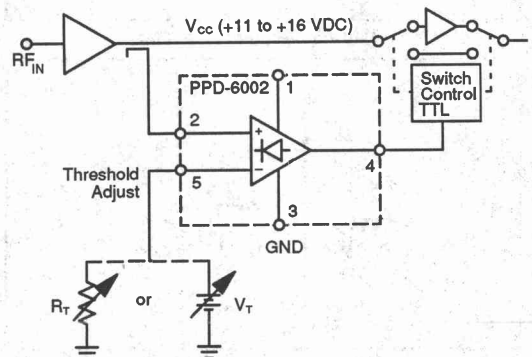 V_CC (+11 to +16 VDC)
RF_IN
PPD-6002
1
Switch
Control
TTL
2
+
4
Threshold
Adjust
5
−
3
GND
R_T
or
V_T